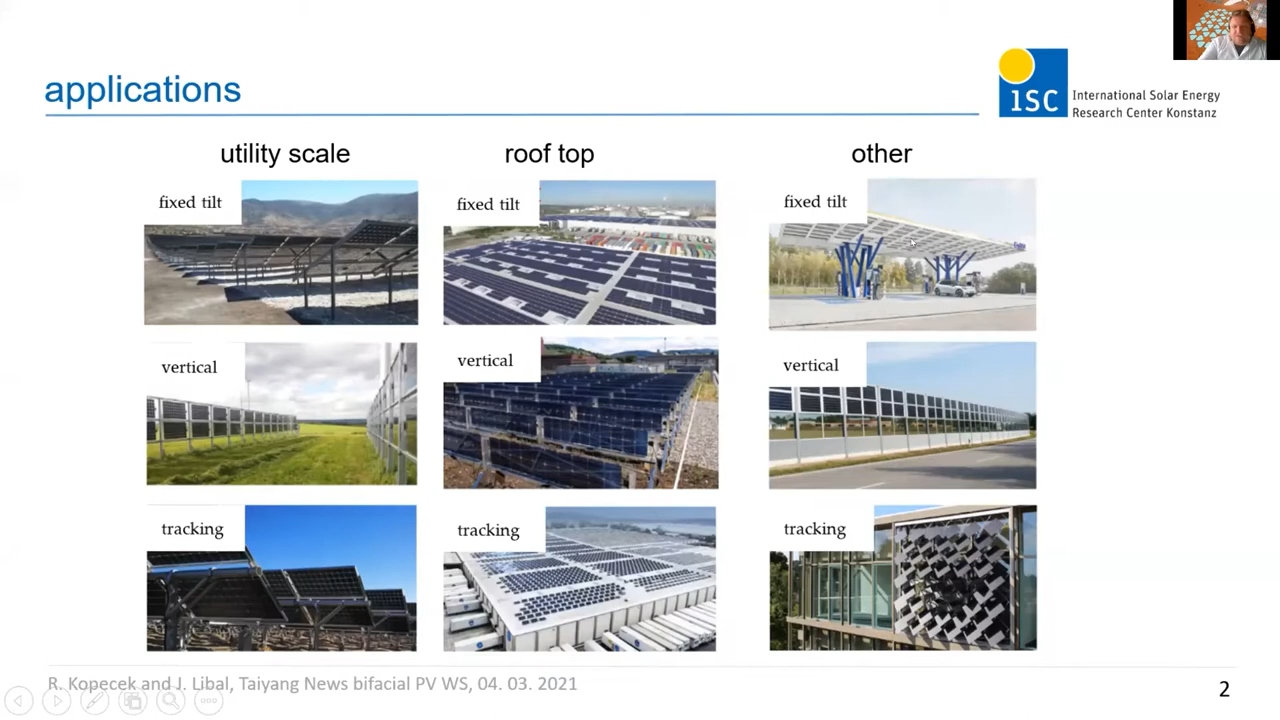 applications
iSC
International Solar Energy
Research Center Konstanz
utility scale
roof top
other
fixed tilt
fixed tilt
fixed tilt
vertical
vertical
vertical
tracking
tracking
tracking
R. Kopecek and J. Libal, Taiyang News bifacial PV WS, 04. 03. 2021
2